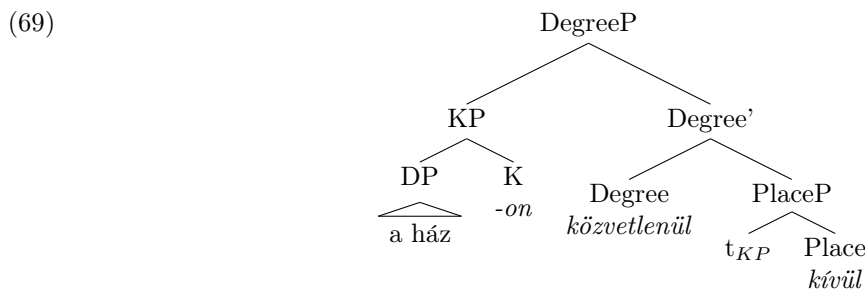 (69) DegreeP
KP Degree'
DP K Degree PlaceP
-on közvetlenül
a ház t_KP Place
kívül